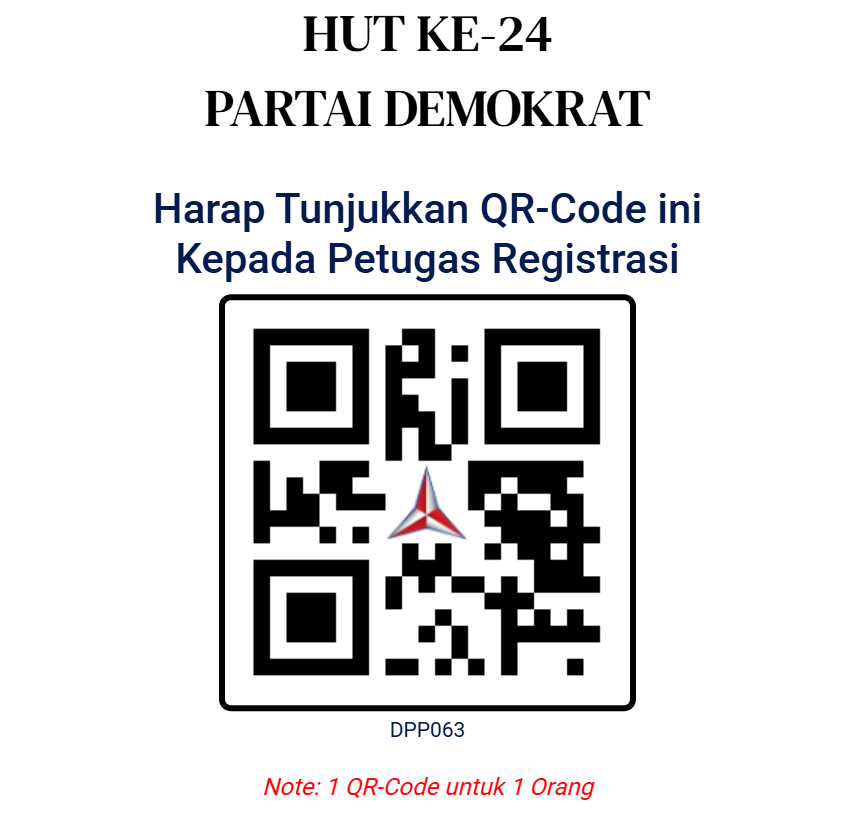 HUT KE-24
PARTAI DEMOKRAT
Harap Tunjukkan QR-Code ini
Kepada Petugas Registrasi
DPP063
Note: 1 QR-Code untuk 1 Orang